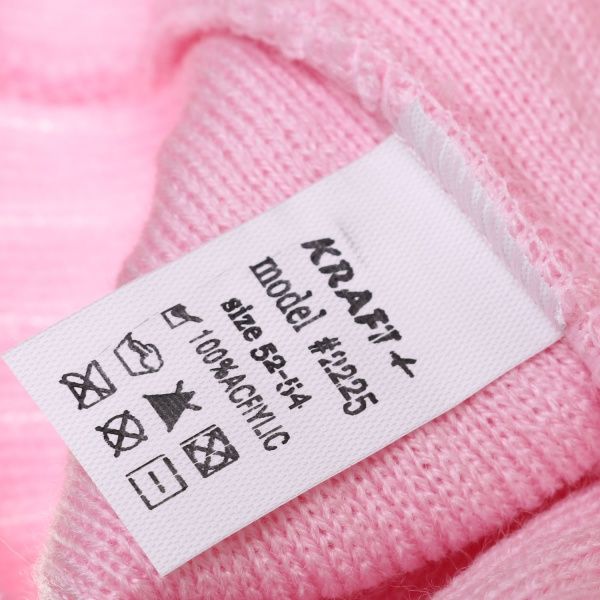 KRAFT +
model #2225
size 52-54
100%ACRYLIC